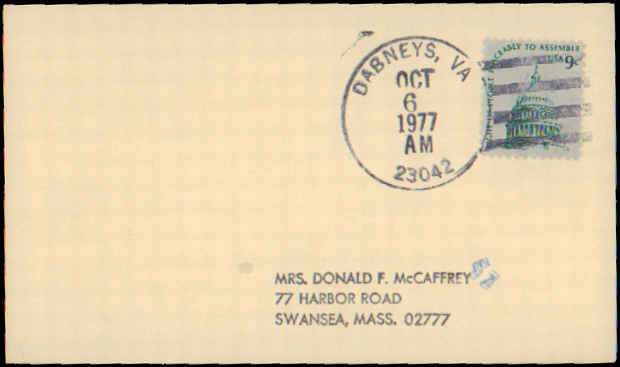 DABNEYS, VA
OCT
6
1977
AM
23042
TO ASSEMBLE
USA 9c
MRS. DONALD F. McCAFFREY
77 HARBOR ROAD
SWANSEA, MASS. 02777